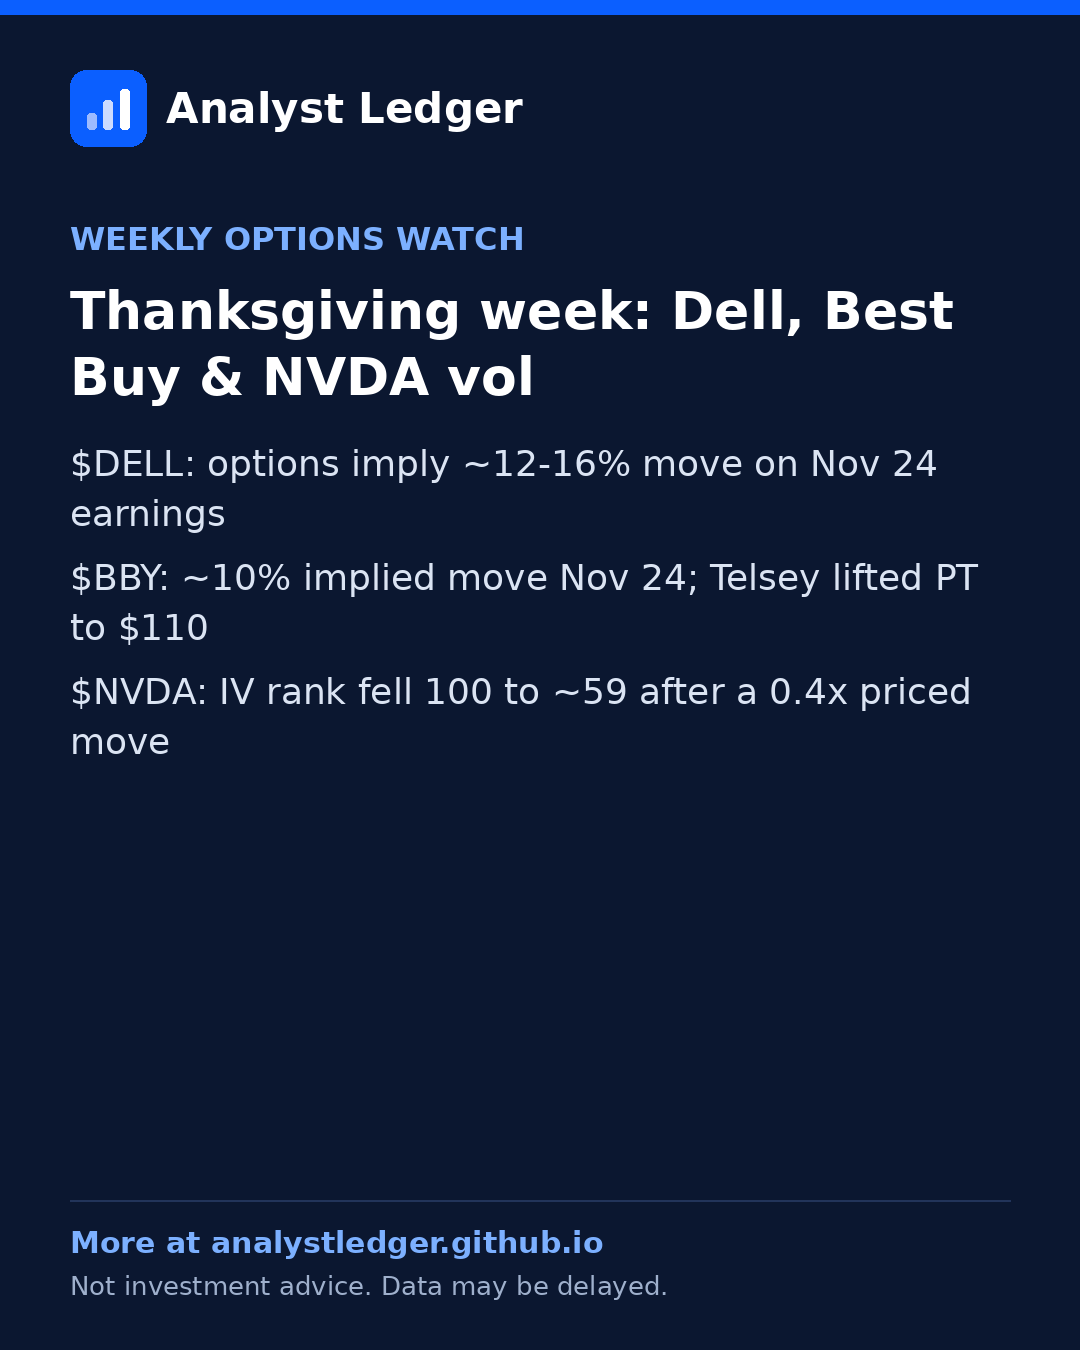 Analyst Ledger
WEEKLY OPTIONS WATCH
Thanksgiving week: Dell, Best
Buy & NVDA vol
$DELL: options imply ~12-16% move on Nov 24
earnings
$BBY: ~10% implied move Nov 24; Telsey lifted PT
to $110
$NVDA: IV rank fell 100 to ~59 after a 0.4x priced
move
More at analystledger.github.io
Not investment advice. Data may be delayed.